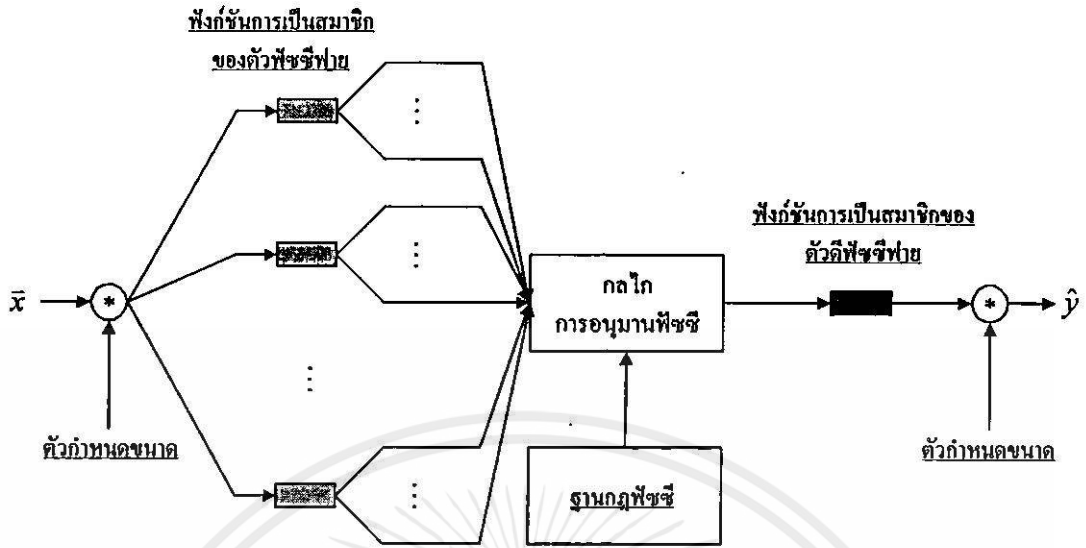 ฟังก์ชันการเป็นสมาชิก
ของตัวฟัซซีฟาย
ฟังก์ชันการเป็นสมาชิกของ
ตัวดีฟัซซีฟาย
กลไก
การอนุมานฟัซซี
x̄
*
*
ŷ
ตัวกำหนดขนาด
ฐานกฎฟัซซี
ตัวกำหนดขนาด